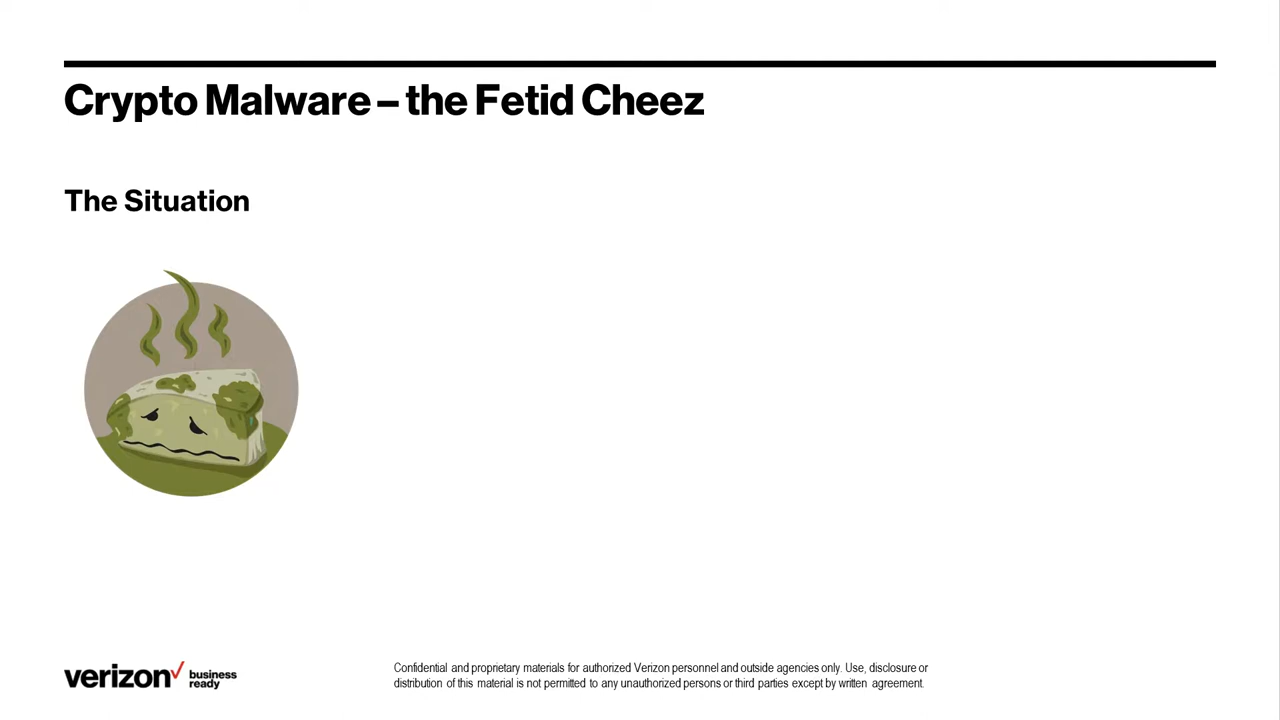 Crypto Malware – the Fetid Cheez
The Situation
verizon✓ business
ready
Confidential and proprietary materials for authorized Verizon personnel and outside agencies only. Use, disclosure or
distribution of this material is not permitted to any unauthorized persons or third parties except by written agreement.